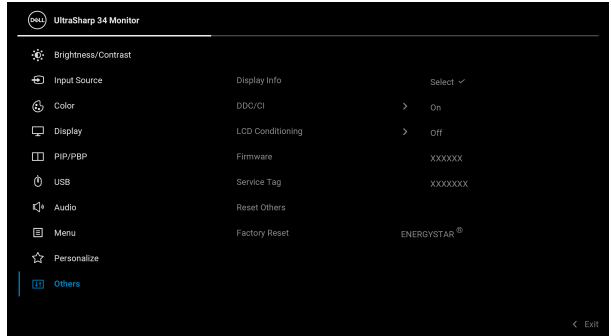 DELL UltraSharp 34 Monitor
Brightness/Contrast
Input Source Display Info Select ✓
Color DDC/CI > On
Display LCD Conditioning > Off
PIP/PBP Firmware XXXXXX
USB Service Tag XXXXXXX
Audio Reset Others
Menu Factory Reset ENERGYSTAR ®
Personalize
Others
< Exit